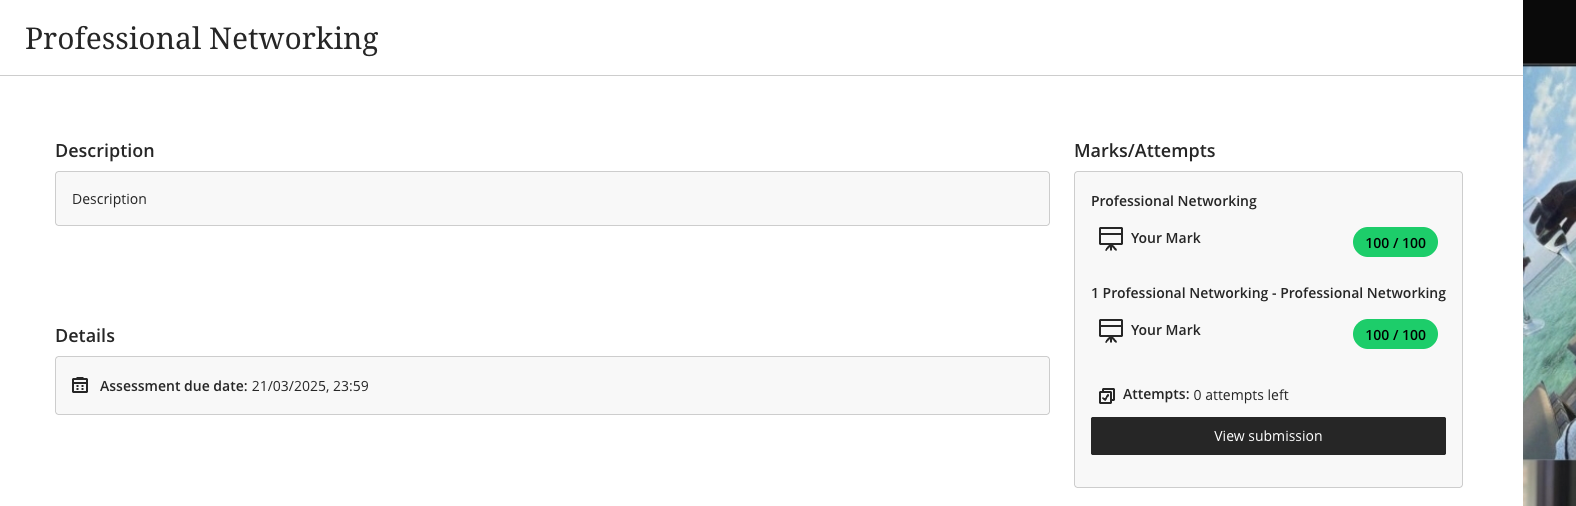 Professional Networking
Description
Description
Details
Assessment due date: 21/03/2025, 23:59
Marks/Attempts
Professional Networking
Your Mark 100 / 100
1 Professional Networking - Professional Networking
Your Mark 100 / 100
Attempts: 0 attempts left
View submission